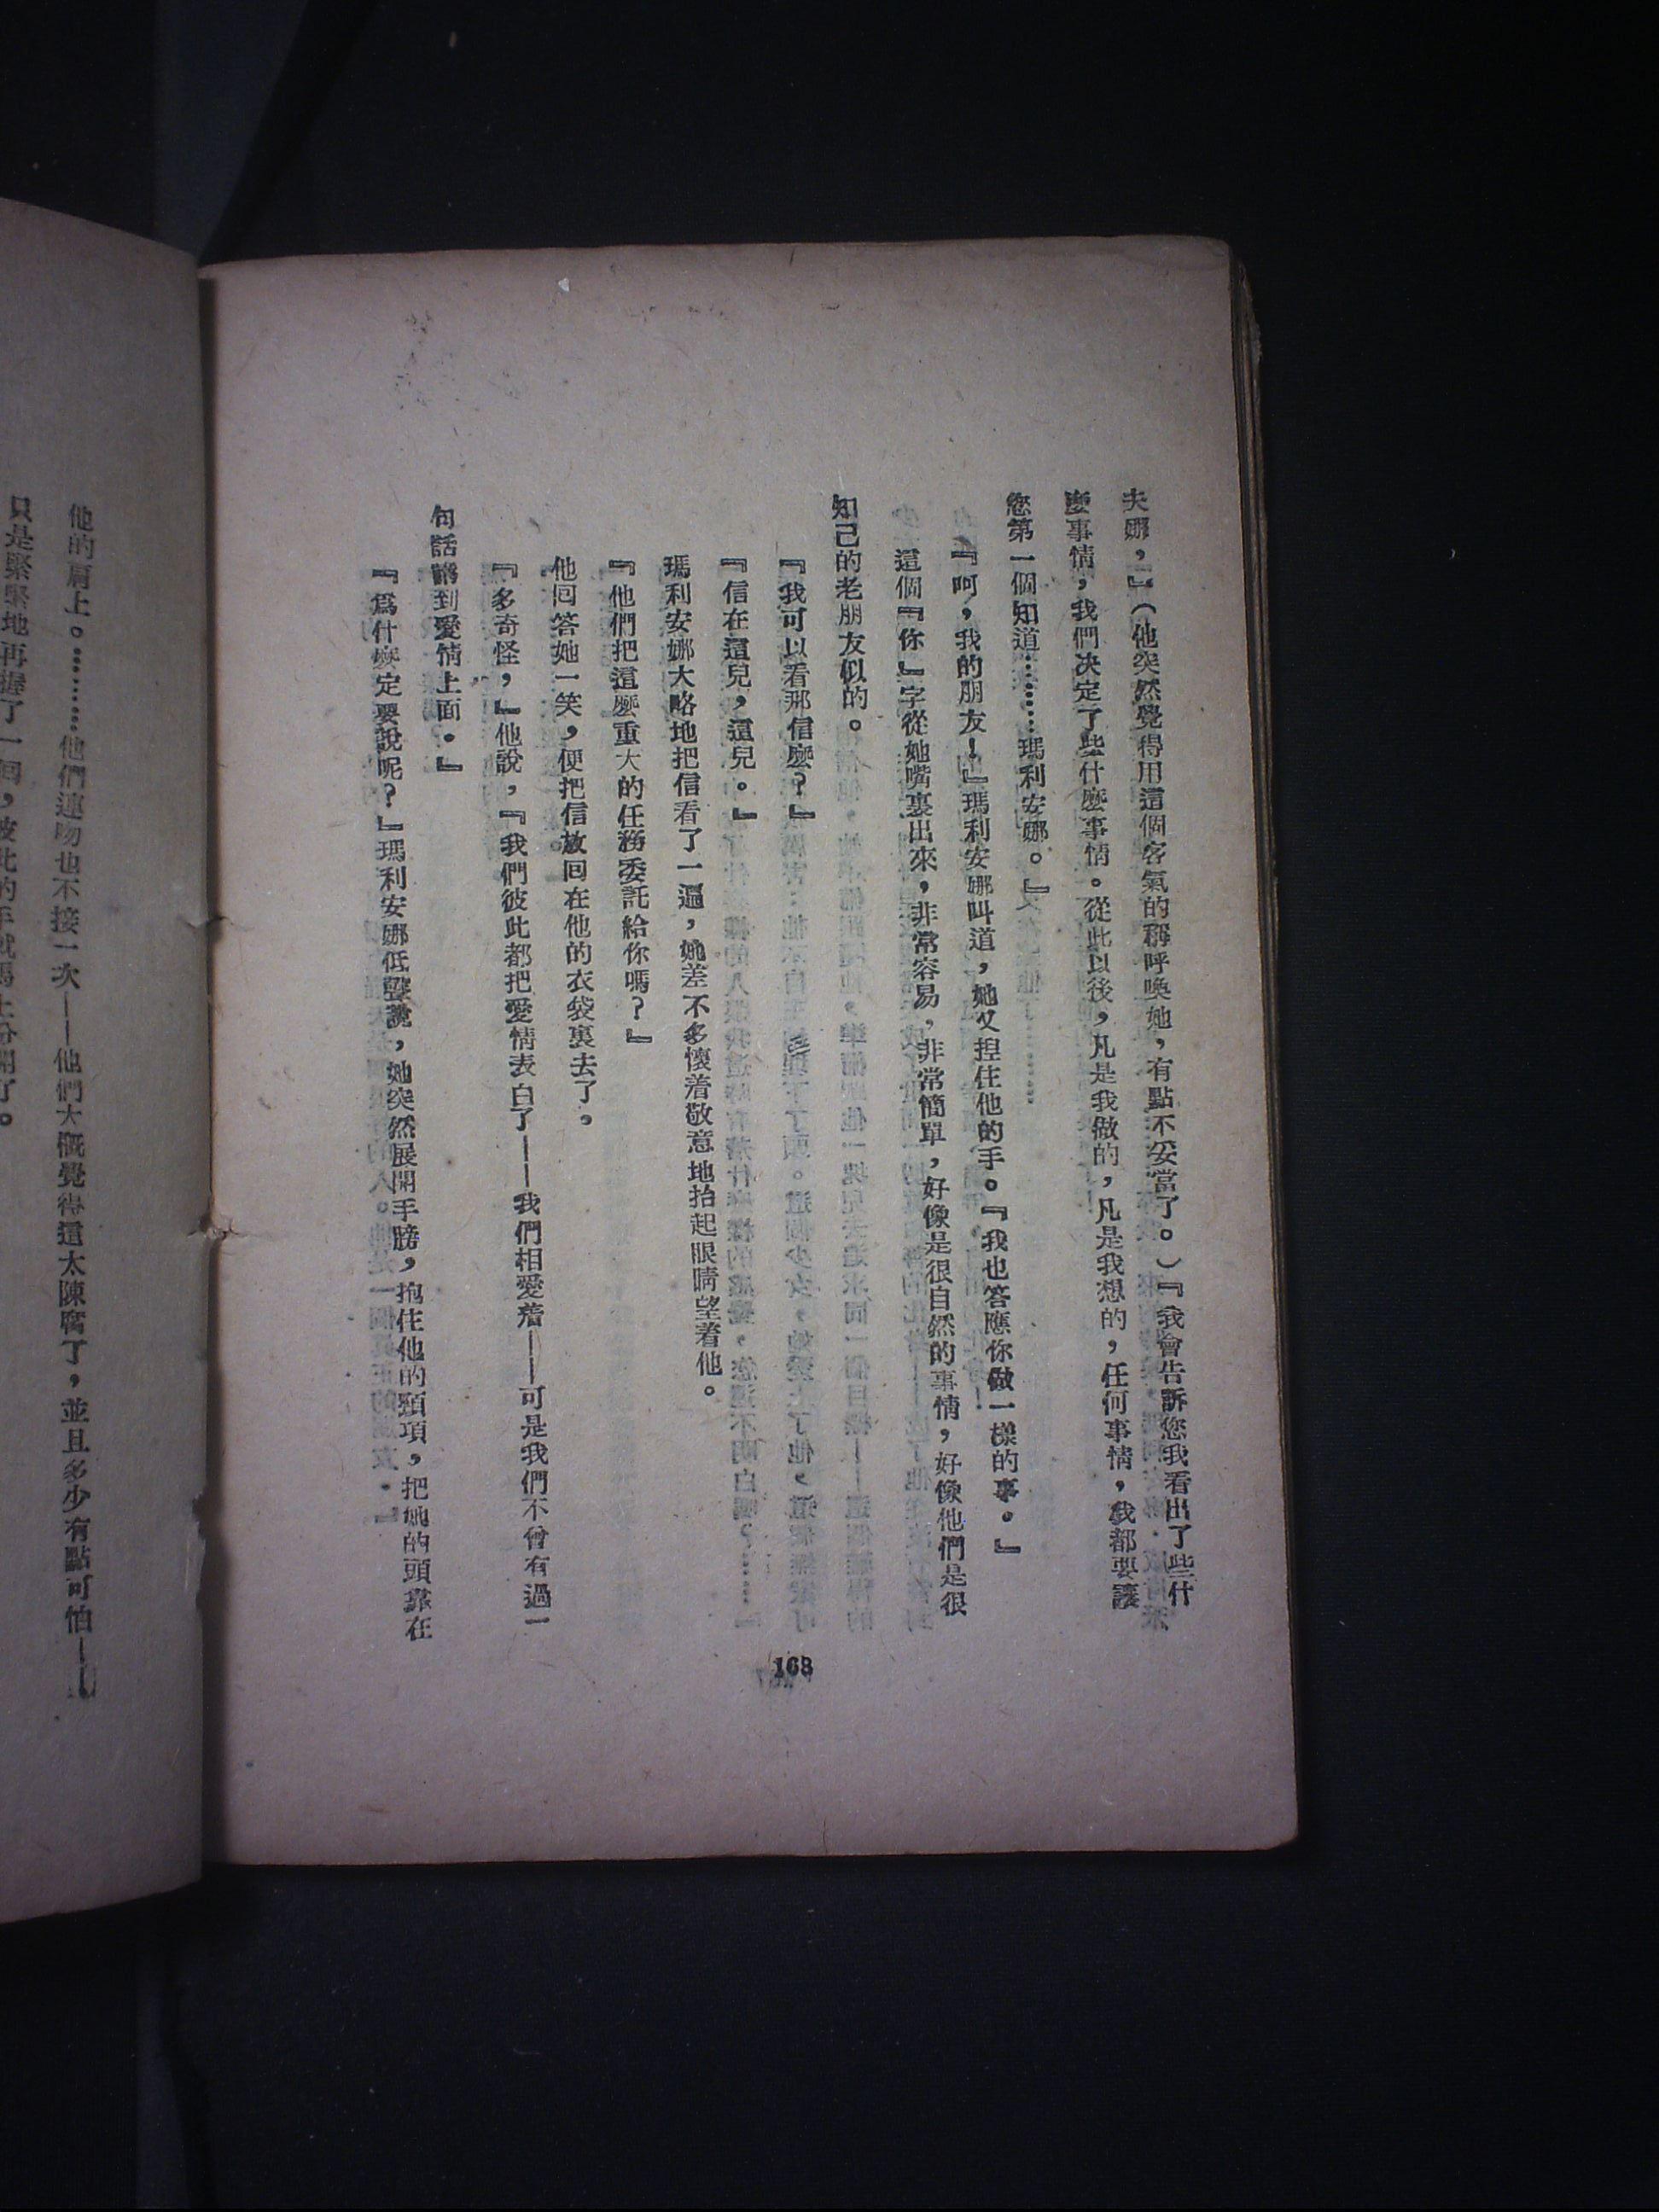 夫娜，』（他突然覺得用這個客氣的稱呼喚她，有點不妥當了。）『我會告訴您我看出了些什
麼事情，我們决定了些什麼事情。從此以後，凡是我做的，凡是我想的，任何事情，我都要讓
您第一個知道………瑪利安娜。』
『呵，我的朋友！』瑪利安娜叫道，她又捏住他的手。『我也答應你做一樣的事。』
這個『你』字從她嘴裏出來，非常容易，非常簡單，好像是很自然的事情，好像他們是很
知己的老朋友似的。
『我可以看那信麼？』
『信在這兒，這兒。』
瑪利安娜大略地把信看了一遍，她差不多懷着敬意地抬起眼睛望着他。
『他們把這麼重大的任務委託給你嗎？』
他回答她一笑，便把信放回在他的衣袋裏去了。
『多奇怪，』他說，『我們彼此都把愛情表白了——我們相愛着——可是我們不曾有過一
句話講到愛情上面。』
『爲什麼定要說呢？』瑪利安娜低聲說，她突然展開手膀，抱住他的頸項，把她的頭靠在
168
他的肩上。………他們連吻也不接一次——他們大概覺得這太陳腐了，並且多少有點可怕——
只是緊緊地再握了一回，彼此的手就馬上分開了。